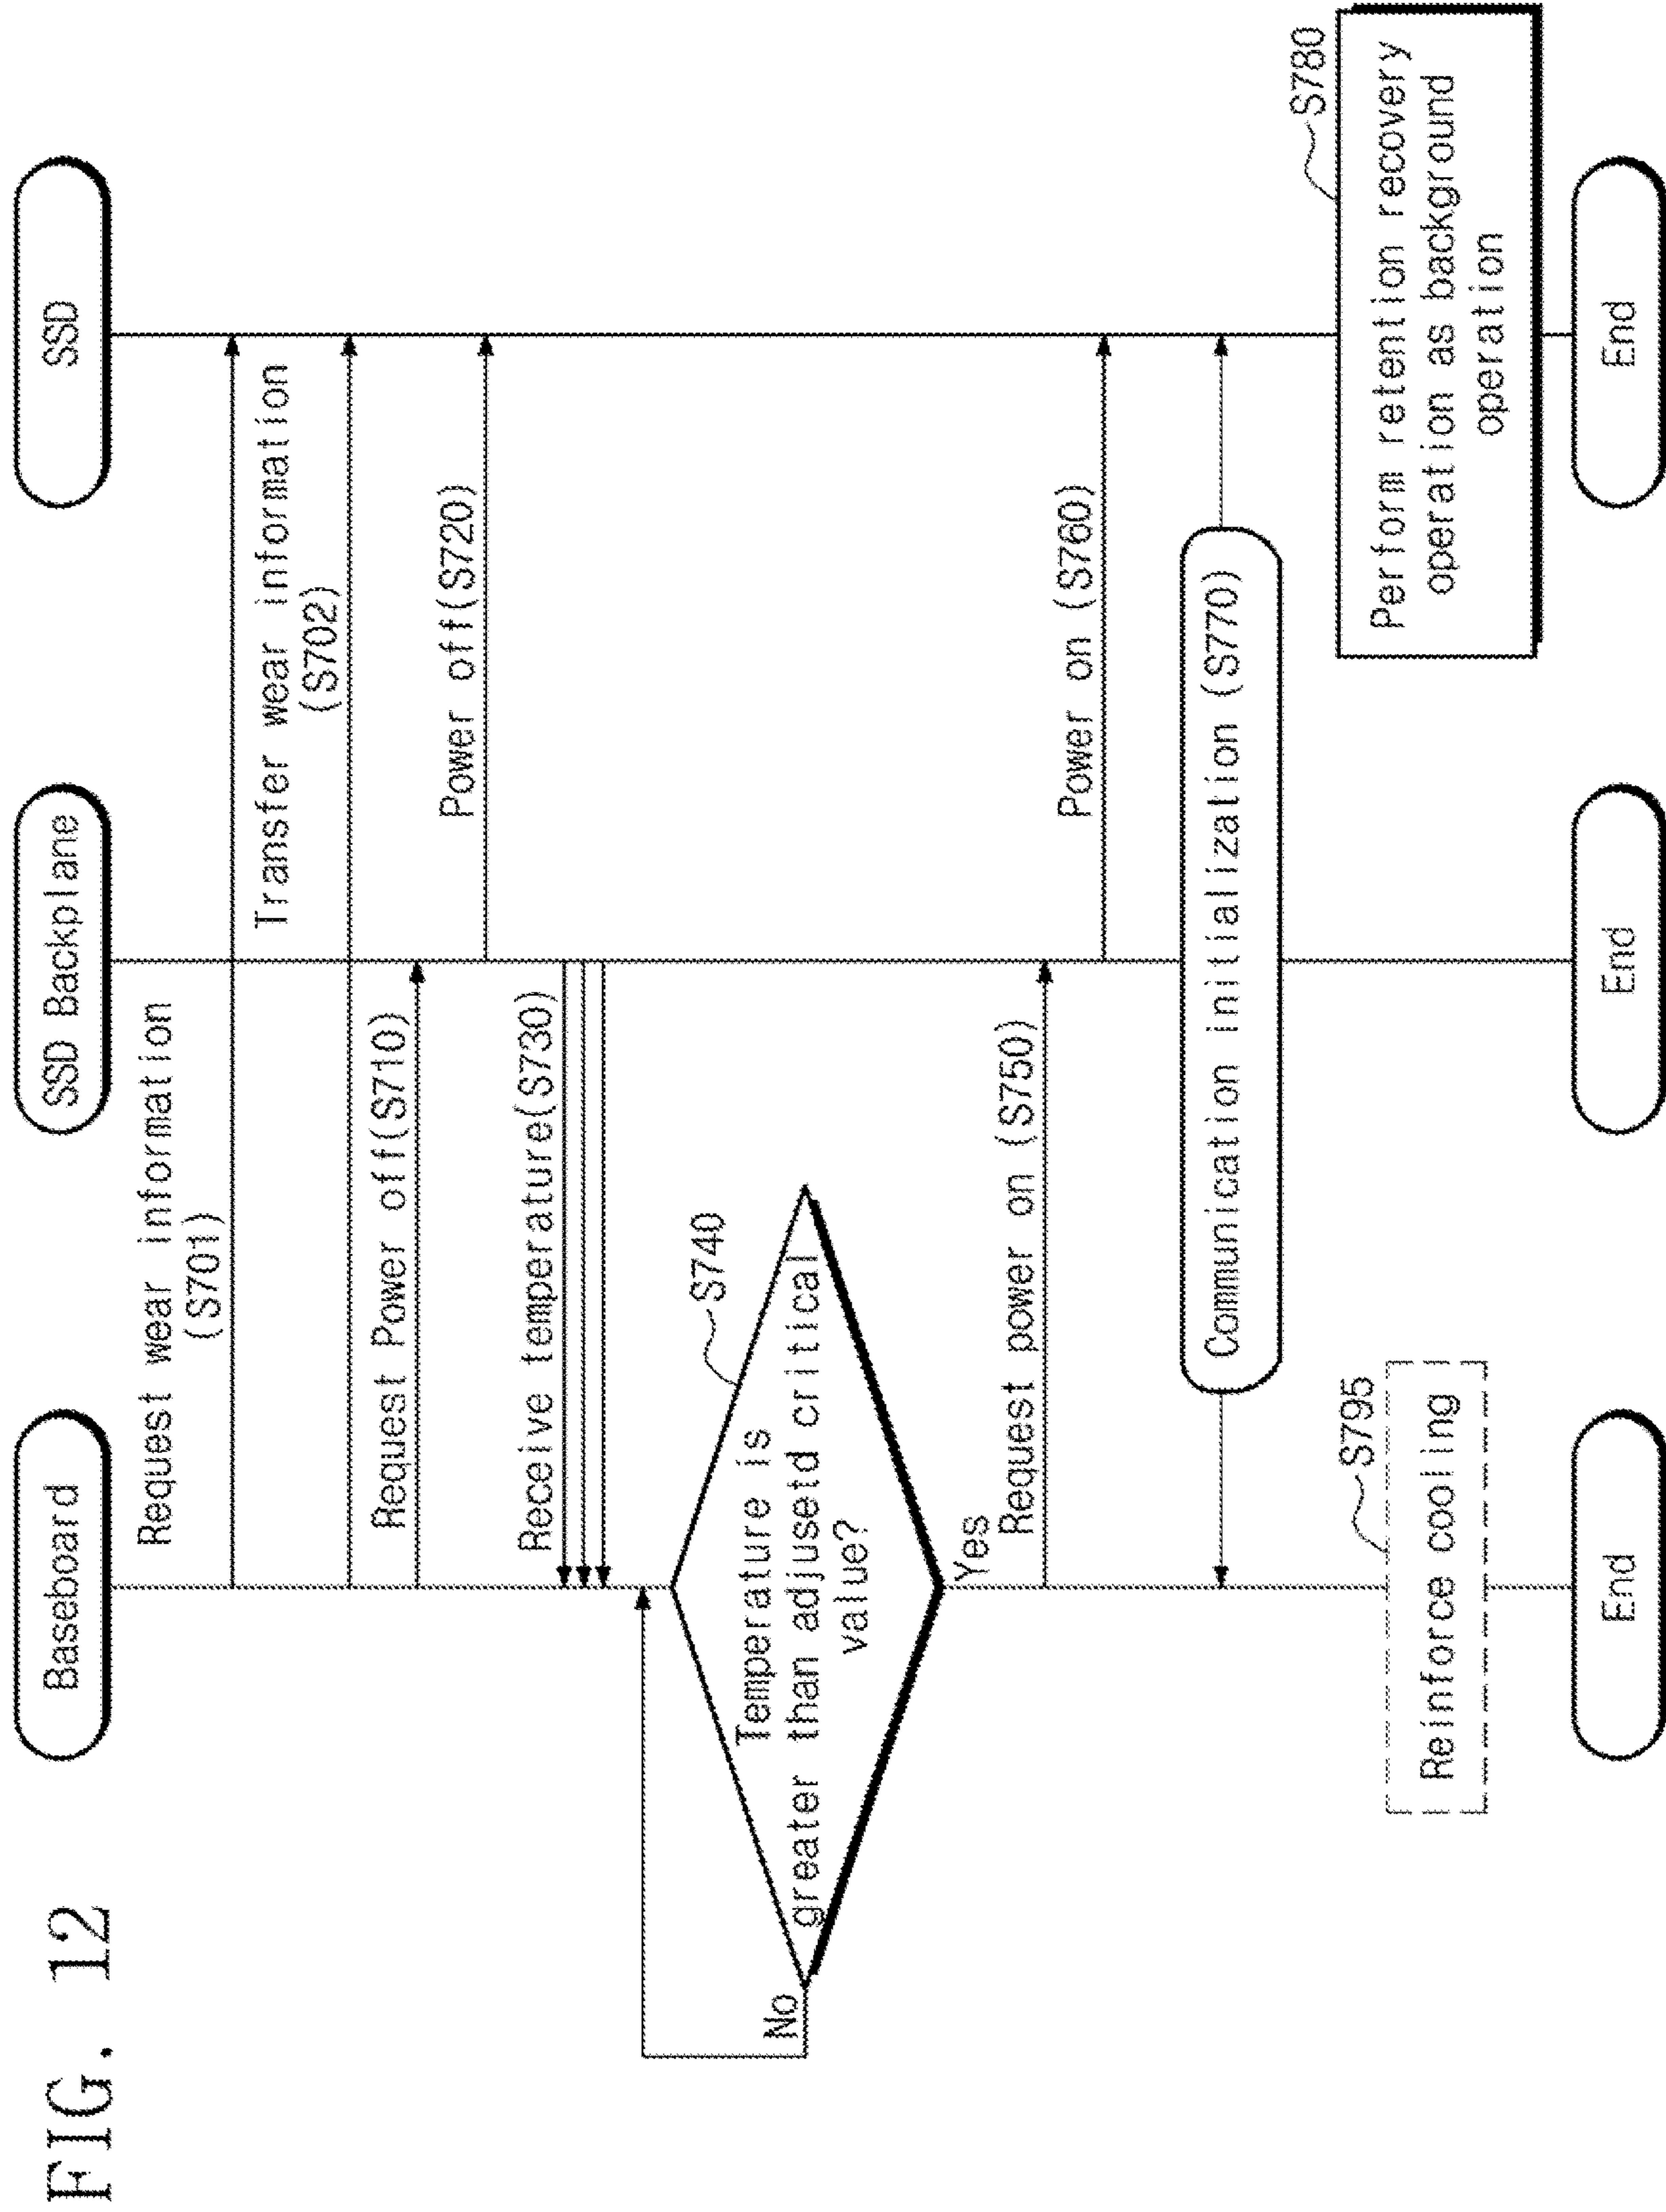 FIG. 12
Baseboard
SSD Backplane
SSD
Request wear information
(S701)
Transfer wear information
(S702)
Request Power off(S710)
Power off(S720)
Receive temperature(S730)
S740
Temperature is
greater than adjusetd critical
value?
No
Yes
Request power on (S750)
Power on (S760)
Communication initialization (S770)
S780
Perform retention recovery
operation as background
operation
S795
Reinforce cooling
End
End
End